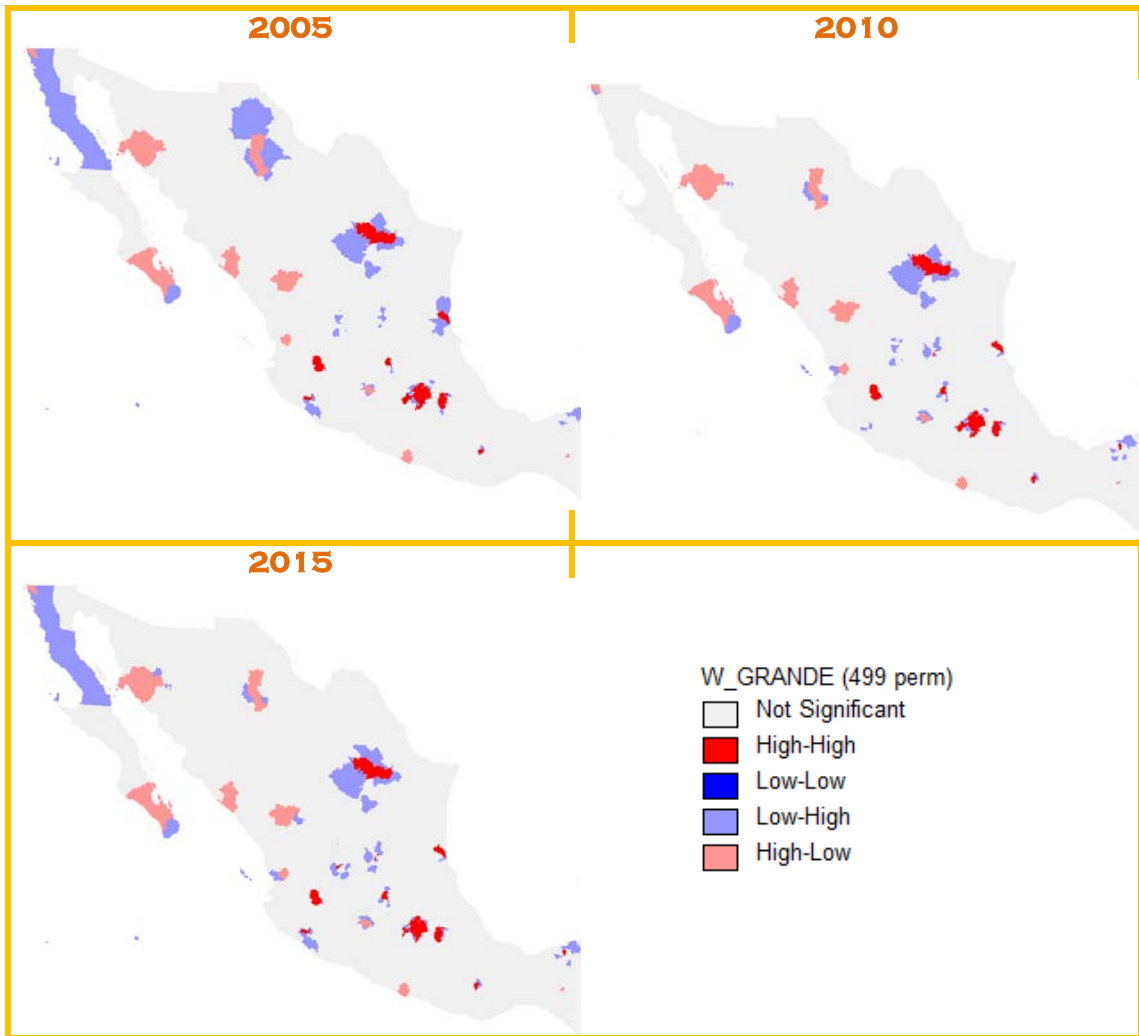 2005
2010
2015
W_GRANDE (499 perm)
Not Significant
High-High
Low-Low
Low-High
High-Low